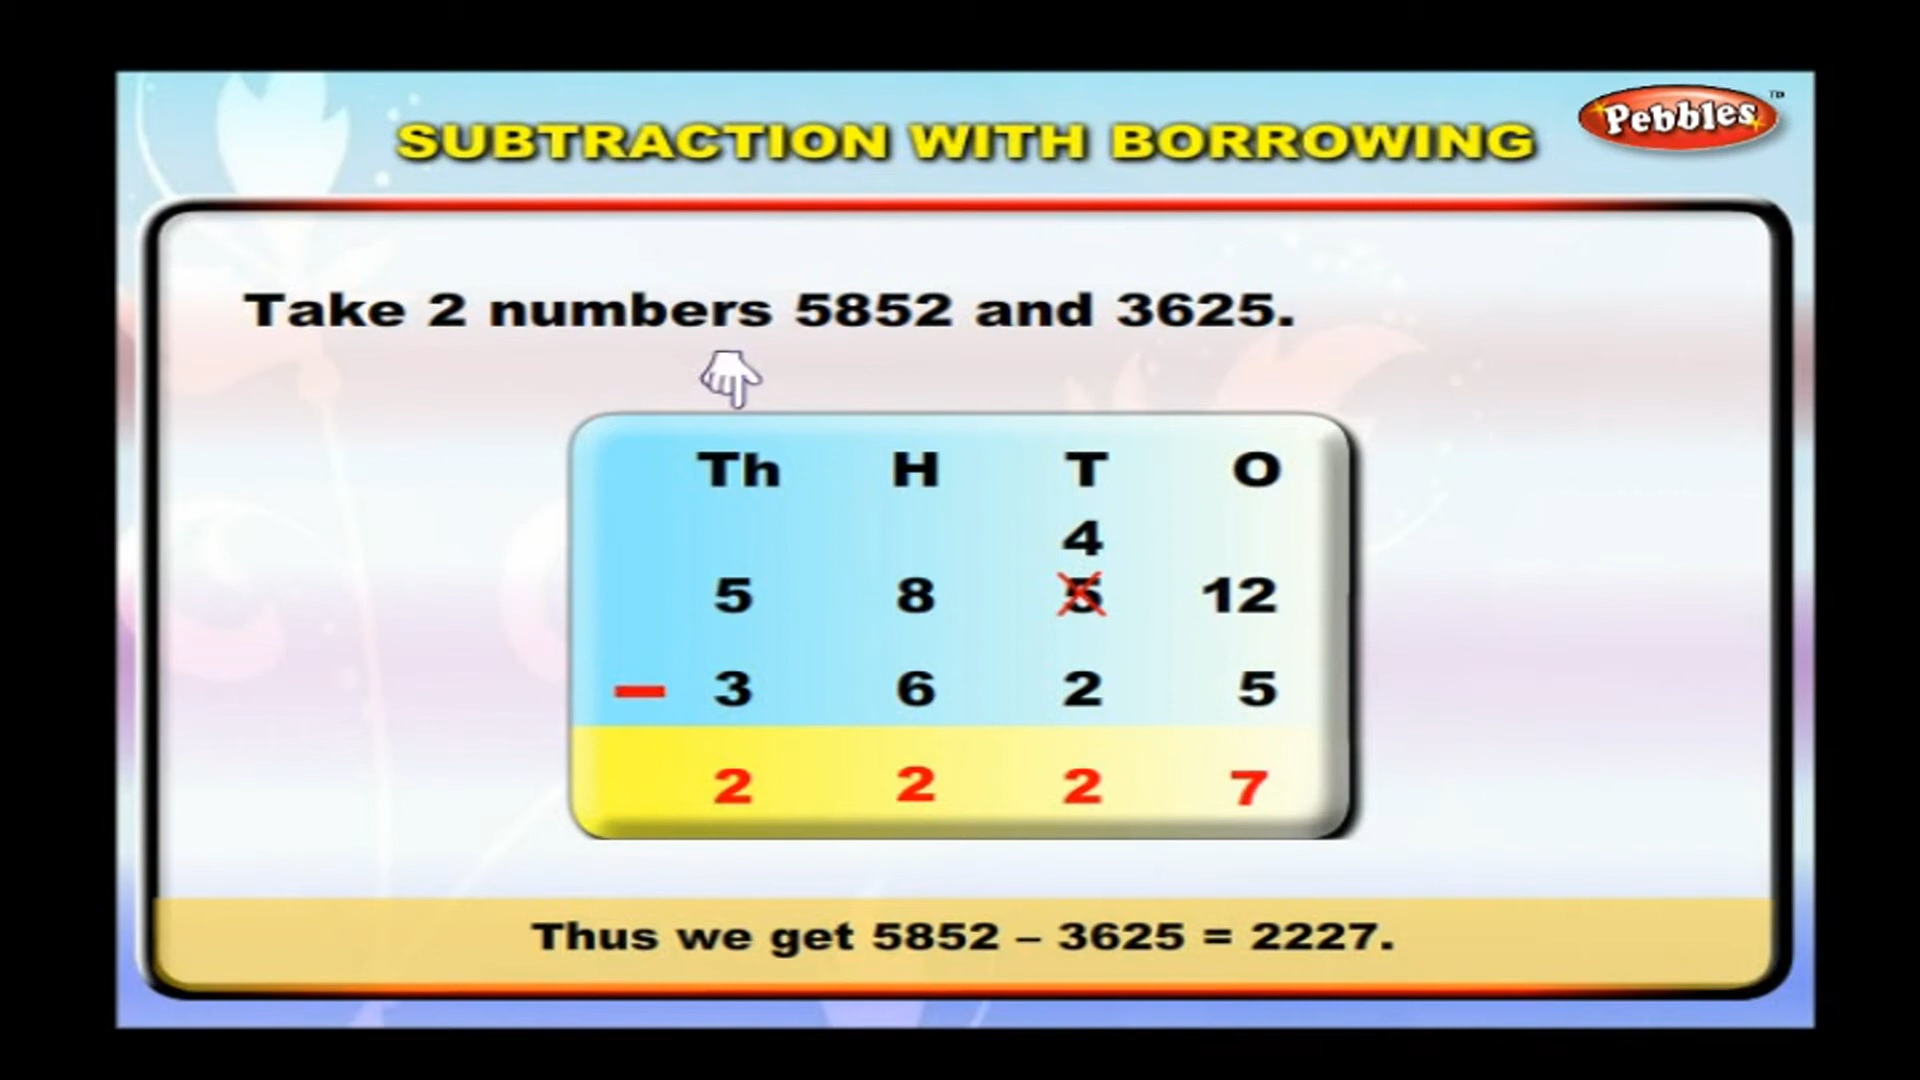 SUBTRACTION WITH BORROWING
Pebbles™
Take 2 numbers 5852 and 3625.
Th H T O
4
5 8 5 12
– 3 6 2 5
2 2 2 7
Thus we get 5852 – 3625 = 2227.